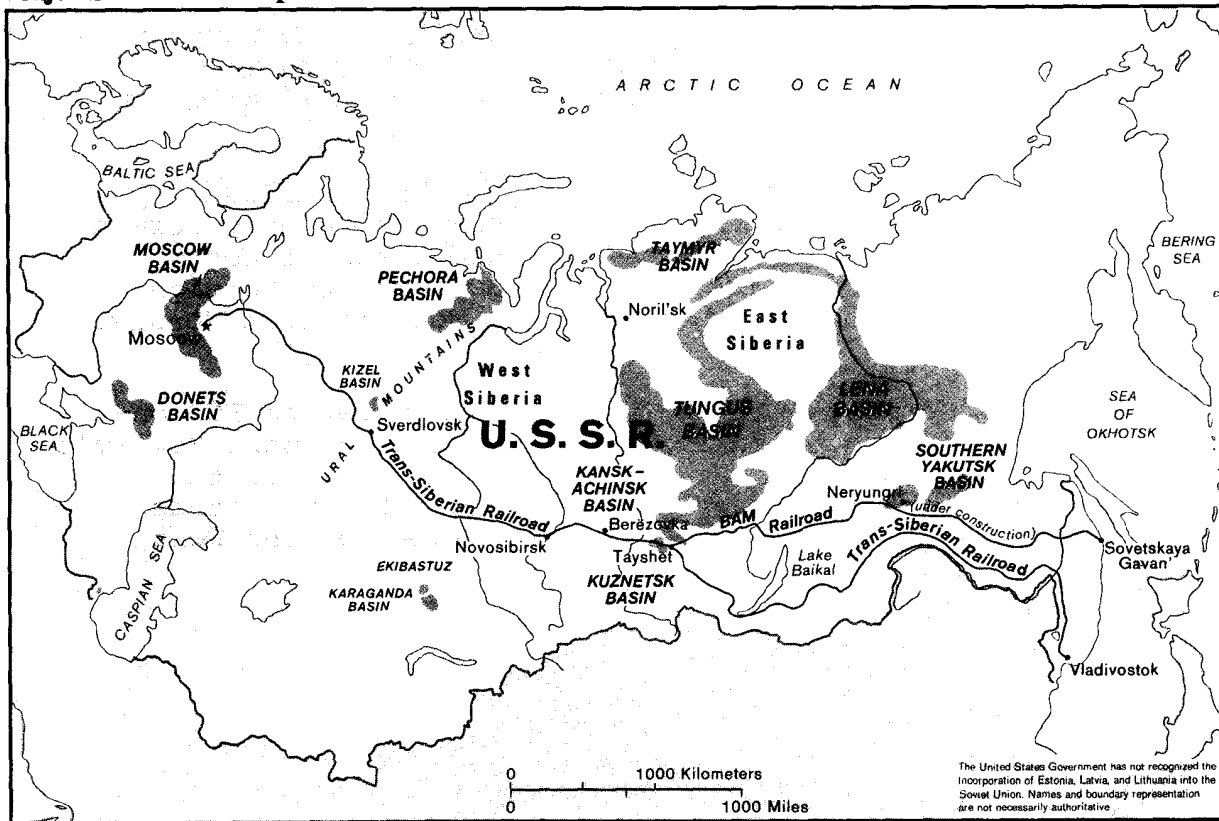 ARCTIC OCEAN
BALTIC SEA
MOSCOW
BASIN
PECHORA
BASIN
TAYMYR
BASIN
BERING
SEA
Noril'sk
East
Siberia
Moscow
KIZEL
BASIN
MOUNTAINS
West
Siberia
DONETS
BASIN
LENA
BASIN
TUNGUS
BASIN
SEA
OF
OKHOTSK
BLACK
SEA
Sverdlovsk
U.S.S.R.
URAL
SOUTHERN
YAKUTSK
BASIN
KANSK-
ACHINSK
BASIN
Trans-Siberian Railroad
Neryungri
(under construction)
Berezovka
BAM Railroad
Novosibirsk
Tayshet
Lake
Baikal
Trans-Siberian Railroad
Sovetskaya
Gavan'
CASPIAN SEA
EKIBASTUZ
KARAGANDA
BASIN
KUZNETSK
BASIN
Vladivostok
0 1000 Kilometers
0 1000 Miles
The United States Government has not recognized the
incorporation of Estonia, Latvia, and Lithuania into the
Soviet Union. Names and boundary representation
are not necessarily authoritative